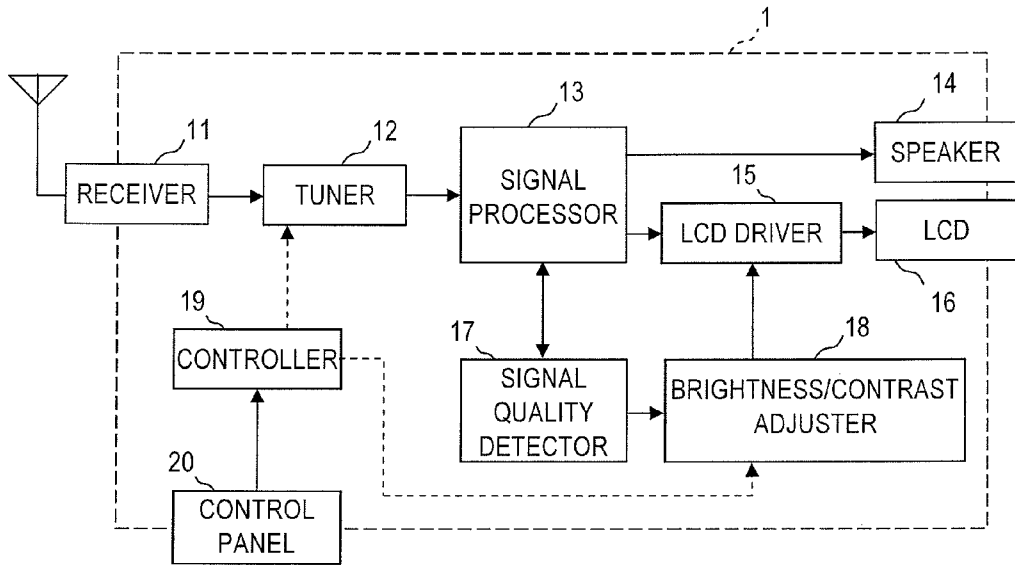 1
11
RECEIVER
12
TUNER
13
SIGNAL
PROCESSOR
14
SPEAKER
15
LCD DRIVER
LCD
16
19
CONTROLLER
17
SIGNAL
QUALITY
DETECTOR
18
BRIGHTNESS/CONTRAST
ADJUSTER
20
CONTROL
PANEL